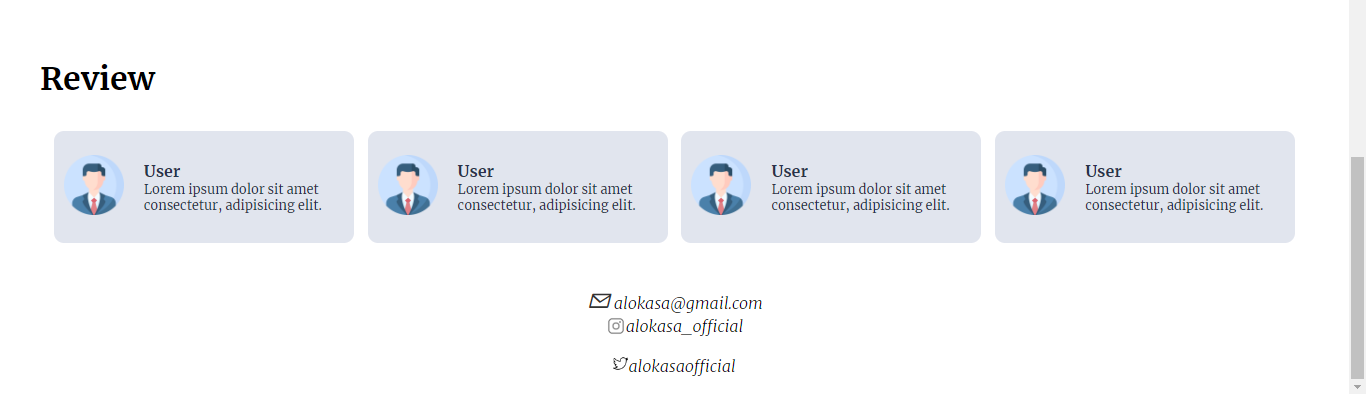 Review
User
Lorem ipsum dolor sit amet
consectetur, adipisicing elit.
User
Lorem ipsum dolor sit amet
consectetur, adipisicing elit.
User
Lorem ipsum dolor sit amet
consectetur, adipisicing elit.
User
Lorem ipsum dolor sit amet
consectetur, adipisicing elit.
alokasa@gmail.com
alokasa_official
alokasaofficial